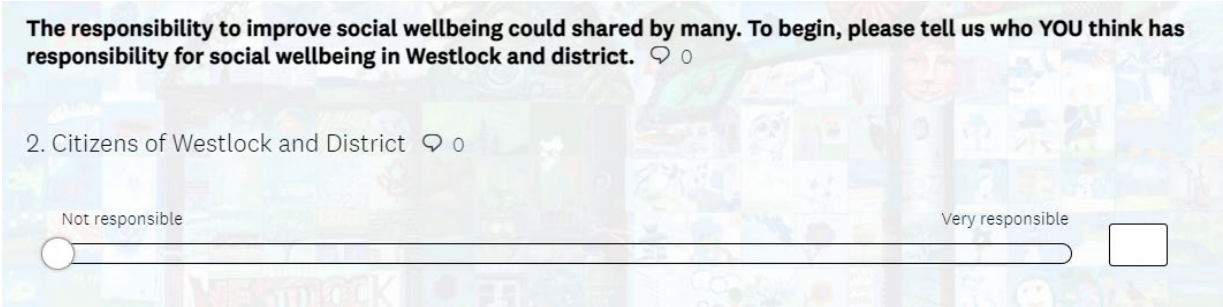 The responsibility to improve social wellbeing could shared by many. To begin, please tell us who YOU think has
responsibility for social wellbeing in Westlock and district. 0
2. Citizens of Westlock and District 0
Not responsible Very responsible